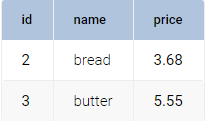 id name price
2 bread 3.68
3 butter 5.55